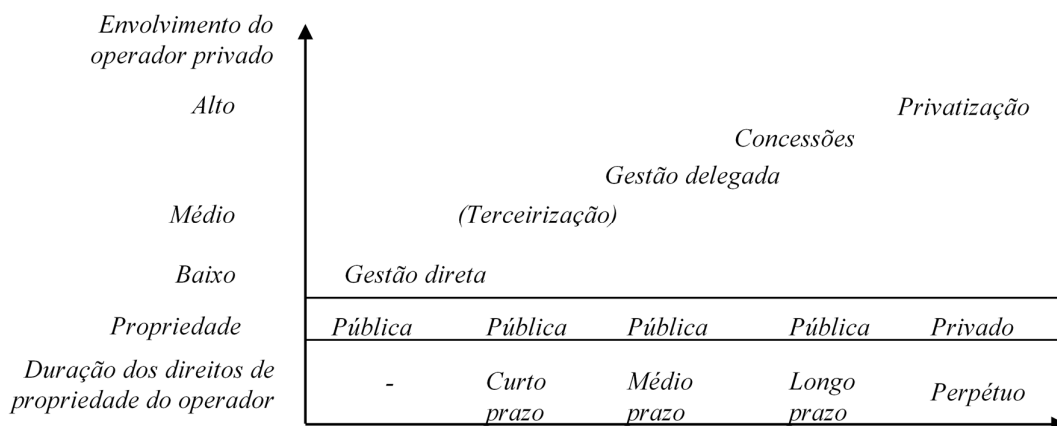 Envolvimento do
operador privado
Alto
Privatização
Concessões
Gestão delegada
Médio
(Terceirização)
Baixo
Gestão direta
Propriedade
Pública
Pública
Pública
Pública
Privado
Duração dos direitos de
propriedade do operador
-
Curto
prazo
Médio
prazo
Longo
prazo
Perpétuo